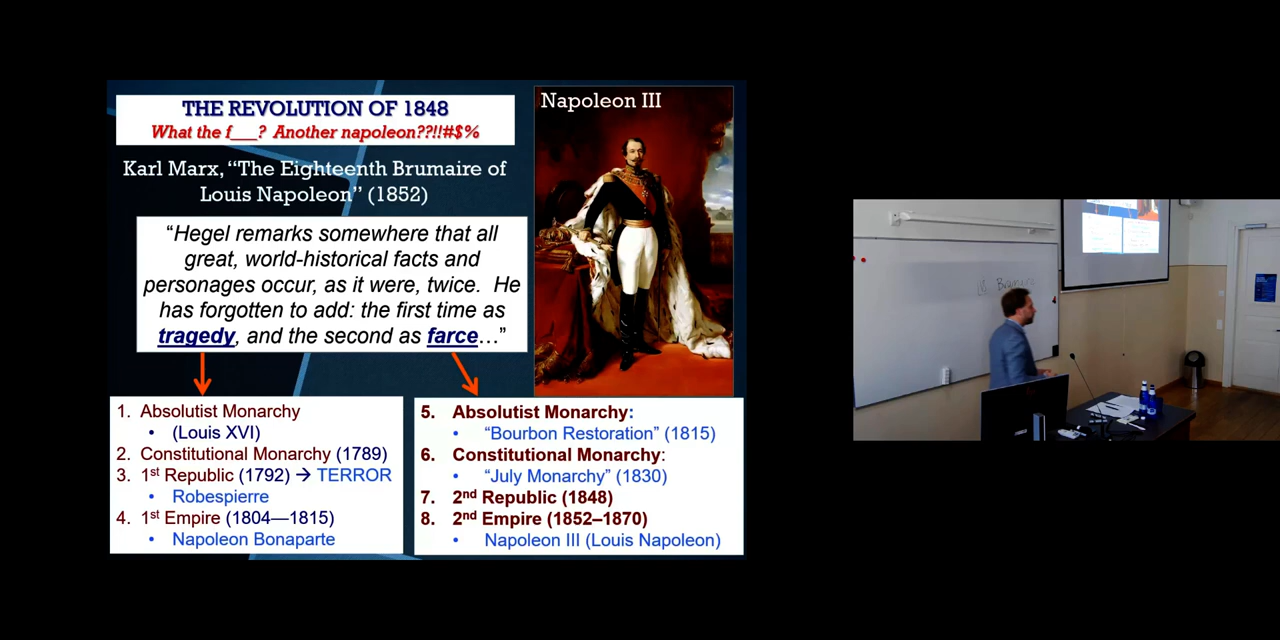 THE REVOLUTION OF 1848
What the f___? Another napoleon??!!#$%
Karl Marx, “The Eighteenth Brumaire of
Louis Napoleon” (1852)
“Hegel remarks somewhere that all
great, world-historical facts and
personages occur, as it were, twice. He
has forgotten to add: the first time as
tragedy, and the second as farce…”
Napoleon III
1. Absolutist Monarchy
• (Louis XVI)
2. Constitutional Monarchy (1789)
3. 1st Republic (1792) → TERROR
• Robespierre
4. 1st Empire (1804—1815)
• Napoleon Bonaparte
5. Absolutist Monarchy:
• “Bourbon Restoration” (1815)
6. Constitutional Monarchy:
• “July Monarchy” (1830)
7. 2nd Republic (1848)
8. 2nd Empire (1852–1870)
• Napoleon III (Louis Napoleon)